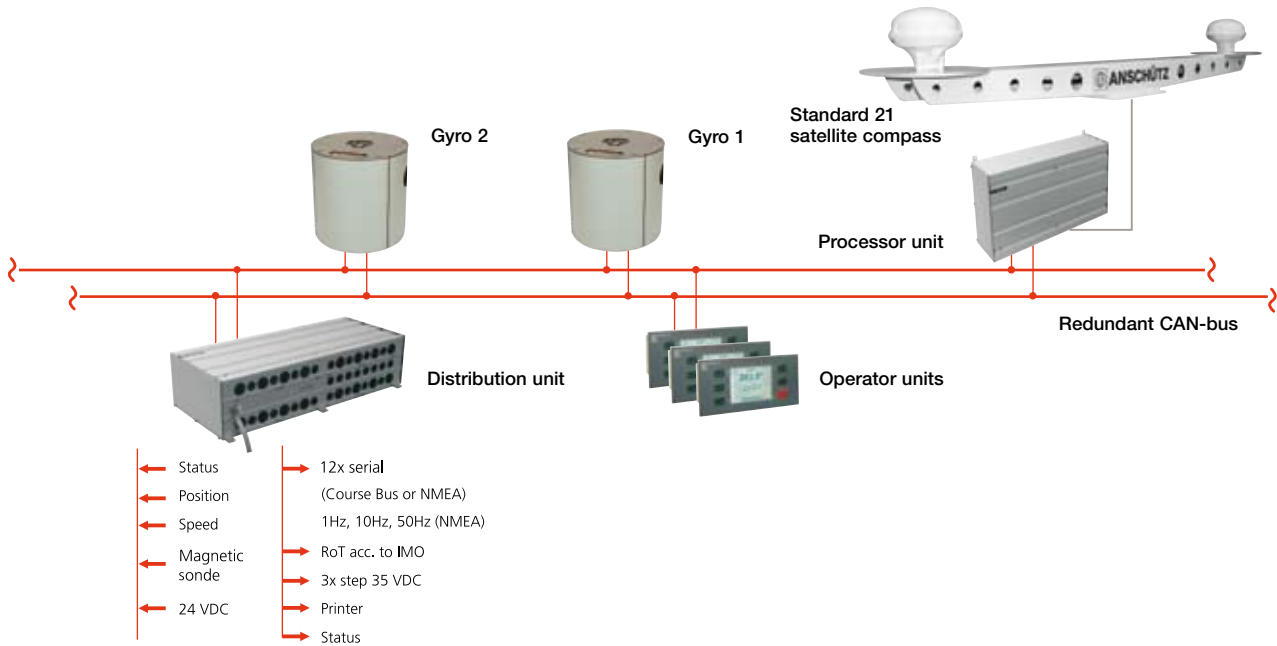 ANSCHÜTZ
Standard 21
satellite compass
Gyro 2
Gyro 1
Processor unit
Redundant CAN-bus
Distribution unit
Operator units
Status
Position
Speed
Magnetic
sonde
24 VDC
12x serial
(Course Bus or NMEA)
1Hz, 10Hz, 50Hz (NMEA)
RoT acc. to IMO
3x step 35 VDC
Printer
Status